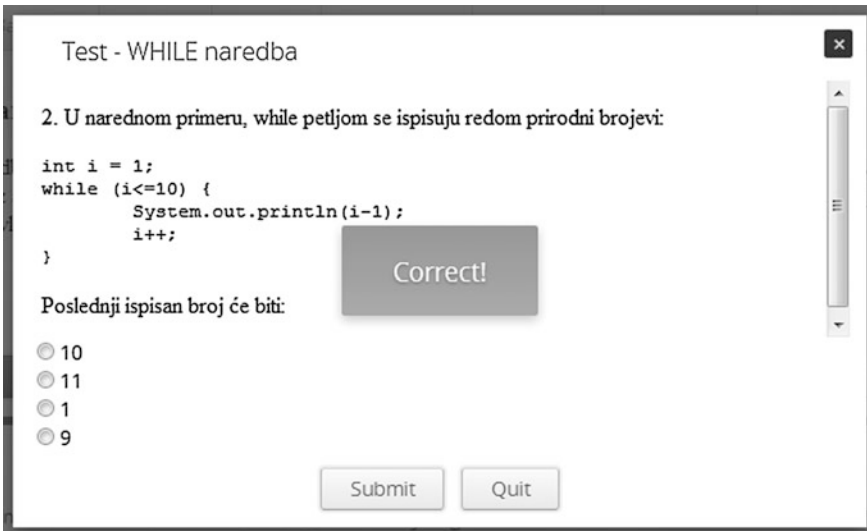 Test - WHILE naredba
×
2. U narednom primeru, while petljom se ispisuju redom prirodni brojevi:
int i = 1;
while (i<=10) {
        System.out.println(i-1);
        i++;
}
Correct!
Poslednji ispisan broj će biti:
10
11
1
9
Submit Quit